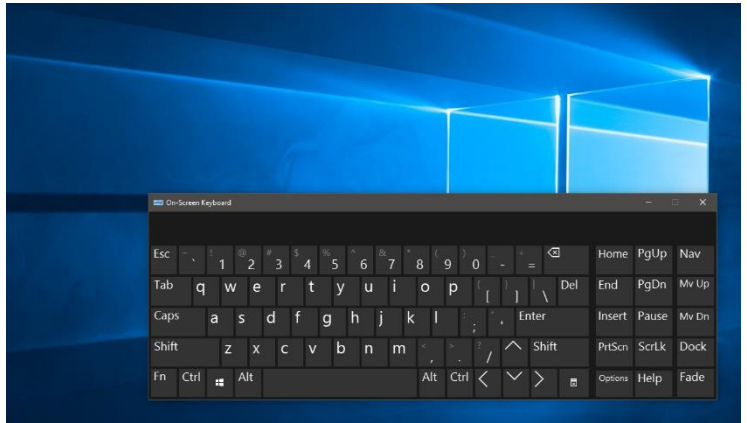 On-Screen Keyboard
Esc ~ ` ! 1 @ 2 # 3 $ 4 % 5 ^ 6 & 7 * 8 ( 9 ) 0 _ - + = Home PgUp Nav
Tab q w e r t y u i o p { [ } ] | \ Del End PgDn Mv Up
Caps a s d f g h j k l : ; " ' Enter Insert Pause Mv Dn
Shift z x c v b n m < , > . ? / Shift PrtScn ScrLk Dock
Fn Ctrl Alt Alt Ctrl Options Help Fade